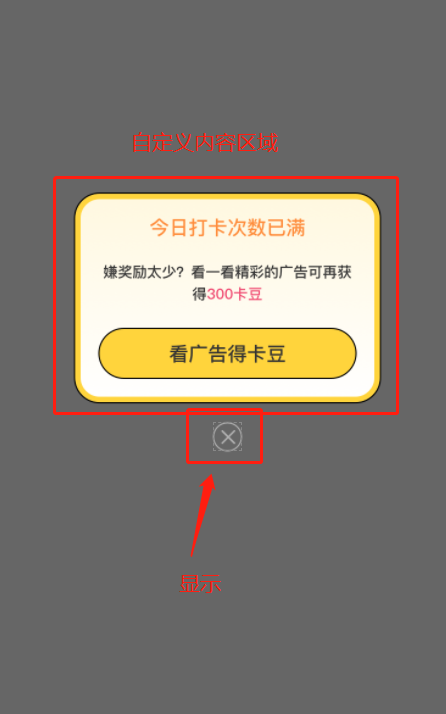 自定义内容区域
今日打卡次数已满
嫌奖励太少？看一看精彩的广告可再获
得300卡豆
看广告得卡豆
显示